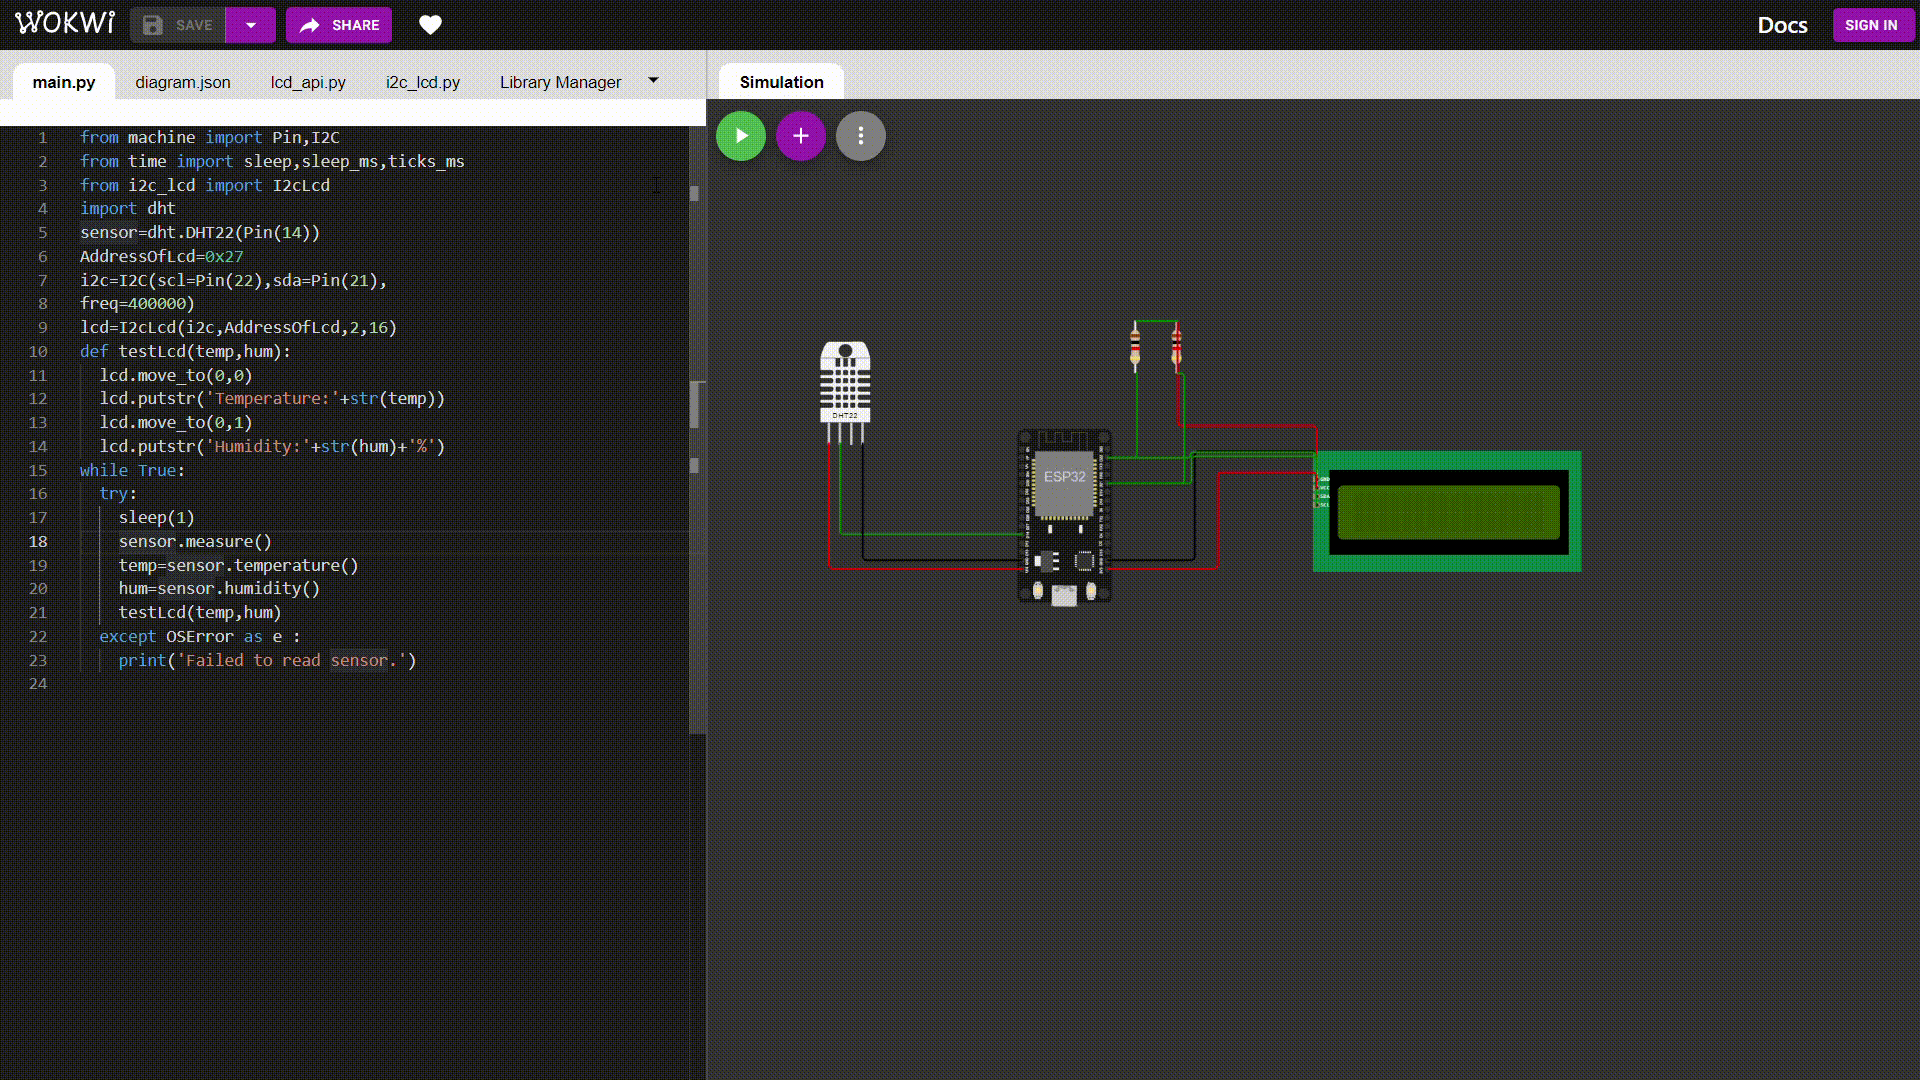 WOKWi
SAVE
SHARE
Docs
SIGN IN
main.py
diagram.json
lcd_api.py
i2c_lcd.py
Library Manager
Simulation
1 from machine import Pin,I2C
2 from time import sleep,sleep_ms,ticks_ms
3 from i2c_lcd import I2cLcd
4 import dht
5 sensor=dht.DHT22(Pin(14))
6 AddressOfLcd=0x27
7 i2c=I2C(scl=Pin(22),sda=Pin(21),
8 freq=400000)
9 lcd=I2cLcd(i2c,AddressOfLcd,2,16)
10 def testLcd(temp,hum):
11 lcd.move_to(0,0)
12 lcd.putstr('Temperature:'+str(temp))
13 lcd.move_to(0,1)
14 lcd.putstr('Humidity:'+str(hum)+'%')
15 while True:
16 try:
17 sleep(1)
18 sensor.measure()
19 temp=sensor.temperature()
20 hum=sensor.humidity()
21 testLcd(temp,hum)
22 except OSError as e :
23 print('Failed to read sensor.')
24
DHT22
ESP32
GND
VCC
SDA
SCL